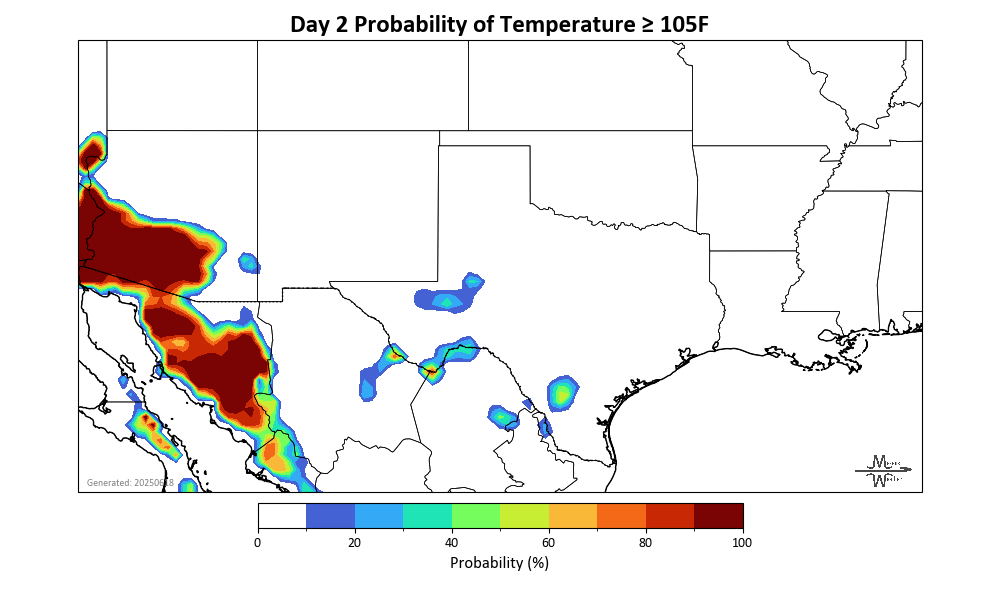 Day 2 Probability of Temperature ≥ 105F
Generated: 20250618
0 20 40 60 80 100
Probability (%)